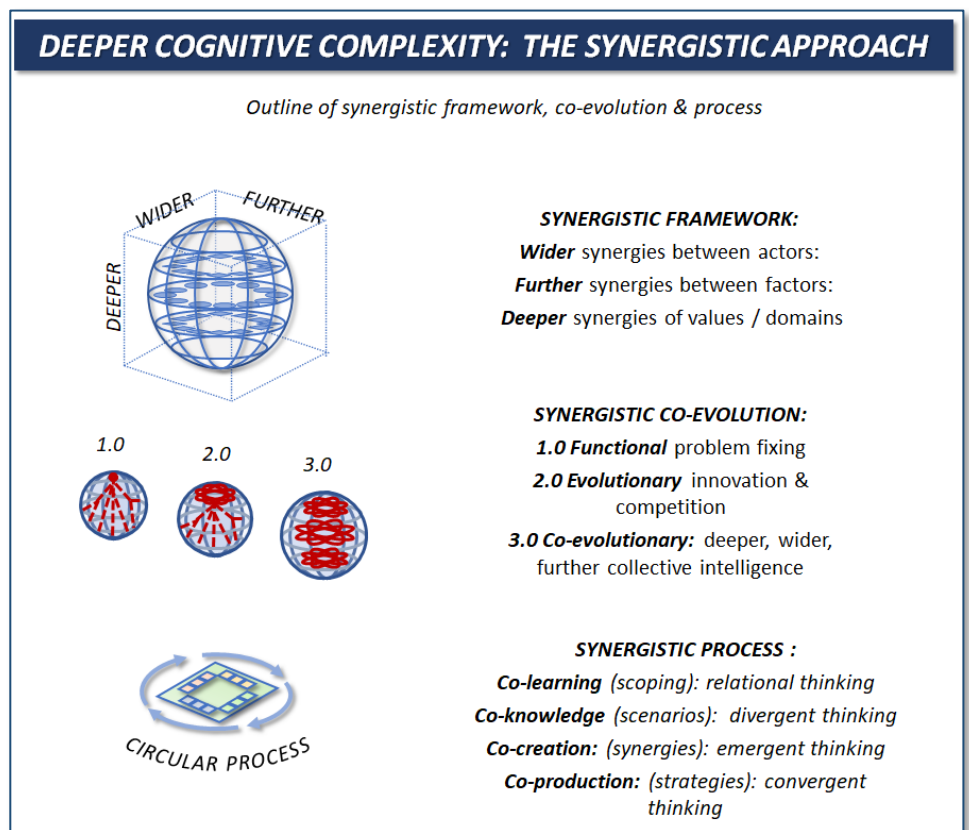 DEEPER COGNITIVE COMPLEXITY: THE SYNERGISTIC APPROACH
Outline of synergistic framework, co-evolution & process
WIDER
FURTHER
DEEPER
SYNERGISTIC FRAMEWORK:
Wider synergies between actors:
Further synergies between factors:
Deeper synergies of values / domains
1.0
2.0
3.0
SYNERGISTIC CO-EVOLUTION:
1.0 Functional problem fixing
2.0 Evolutionary innovation &
competition
3.0 Co-evolutionary: deeper, wider,
further collective intelligence
CIRCULAR PROCESS
SYNERGISTIC PROCESS :
Co-learning (scoping): relational thinking
Co-knowledge (scenarios): divergent thinking
Co-creation: (synergies): emergent thinking
Co-production: (strategies): convergent
thinking